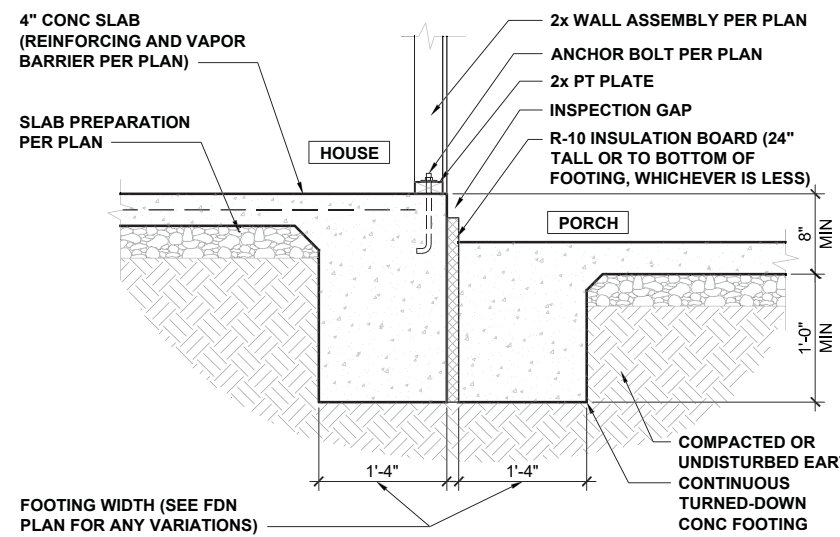 4" CONC SLAB
(REINFORCING AND VAPOR
BARRIER PER PLAN)
SLAB PREPARATION
PER PLAN
HOUSE
2x WALL ASSEMBLY PER PLAN
ANCHOR BOLT PER PLAN
2x PT PLATE
INSPECTION GAP
R-10 INSULATION BOARD (24"
TALL OR TO BOTTOM OF
FOOTING, WHICHEVER IS LESS)
PORCH
8"
MIN
1'-0"
MIN
1'-4"
1'-4"
FOOTING WIDTH (SEE FDN
PLAN FOR ANY VARIATIONS)
COMPACTED OR
UNDISTURBED EAR
CONTINUOUS
TURNED-DOWN
CONC FOOTING